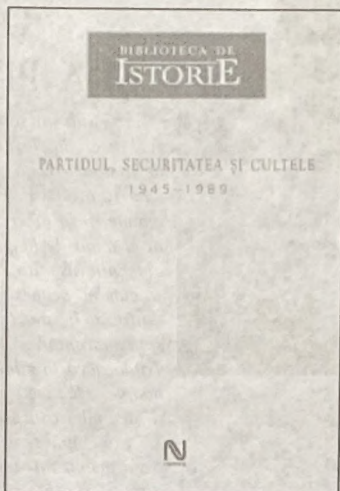 BIBLIOTECA DE
ISTORIE
PARTIDUL, SECURITATEA ȘI CULTELE
1945–1989
N